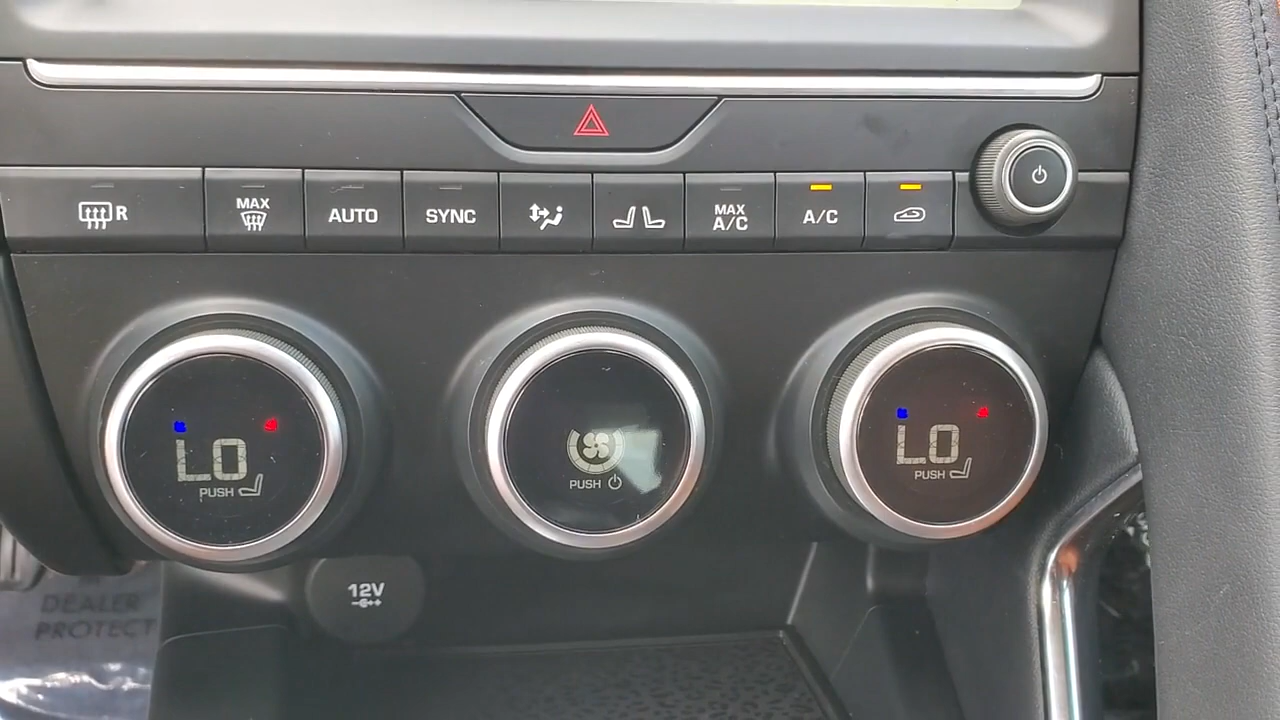 R
MAX
AUTO
SYNC
MAX
A/C
A/C
LO
PUSH
PUSH
LO
PUSH
12V
DEALER
PROTECT